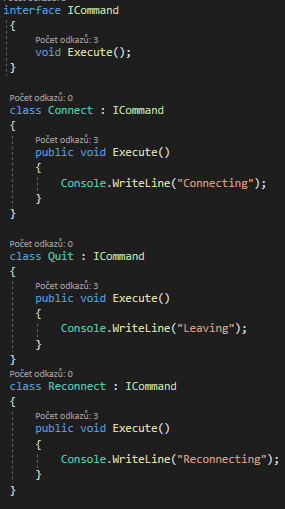 interface ICommand
{
Počet odkazů: 3
void Execute();
}
Počet odkazů: 0
class Connect : ICommand
{
Počet odkazů: 3
public void Execute()
{
Console.WriteLine("Connecting");
}
}
Počet odkazů: 0
class Quit : ICommand
{
Počet odkazů: 3
public void Execute()
{
Console.WriteLine("Leaving");
}
}
Počet odkazů: 0
class Reconnect : ICommand
{
Počet odkazů: 3
public void Execute()
{
Console.WriteLine("Reconnecting");
}
}